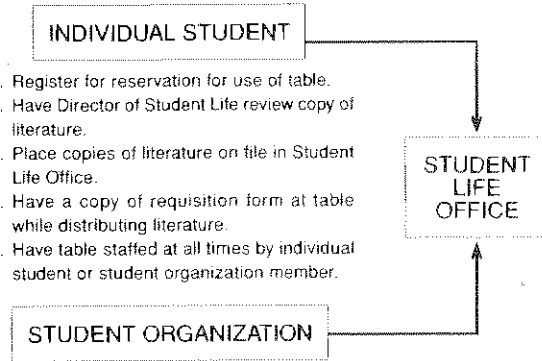 INDIVIDUAL STUDENT
. Register for reservation for use of table.
. Have Director of Student Life review copy of
literature.
. Place copies of literature on file in Student
Life Office.
. Have a copy of requisition form at table
while distributing literature.
. Have table staffed at all times by individual
student or student organization member.
STUDENT
LIFE
OFFICE
STUDENT ORGANIZATION